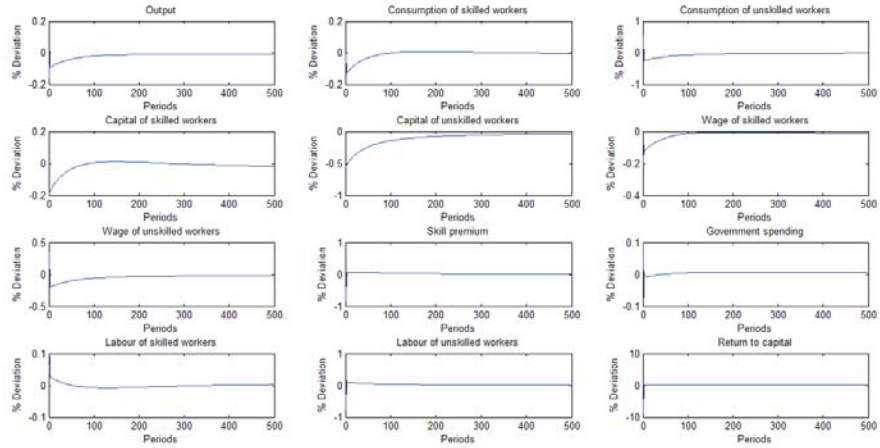 Output
% Deviation
0.2
0
-0.2
0 100 200 300 400 500
Periods
Consumption of skilled workers
% Deviation
0.2
0
-0.2
0 100 200 300 400 500
Periods
Consumption of unskilled workers
% Deviation
1
0
-1
0 100 200 300 400 500
Periods
Capital of skilled workers
% Deviation
0.2
0
-0.2
0 100 200 300 400 500
Periods
Capital of unskilled workers
% Deviation
0
-0.5
-1
0 100 200 300 400 500
Periods
Wage of skilled workers
% Deviation
0
-0.2
-0.4
0 100 200 300 400 500
Periods
Wage of unskilled workers
% Deviation
0.5
0
-0.5
0 100 200 300 400 500
Periods
Skill premium
% Deviation
1
0
-1
0 100 200 300 400 500
Periods
Government spending
% Deviation
0.1
0
-0.1
0 100 200 300 400 500
Periods
Labour of skilled workers
% Deviation
0.1
0
-0.1
0 100 200 300 400 500
Periods
Labour of unskilled workers
% Deviation
1
0
-1
0 100 200 300 400 500
Periods
Return to capital
% Deviation
10
0
-10
0 100 200 300 400 500
Periods